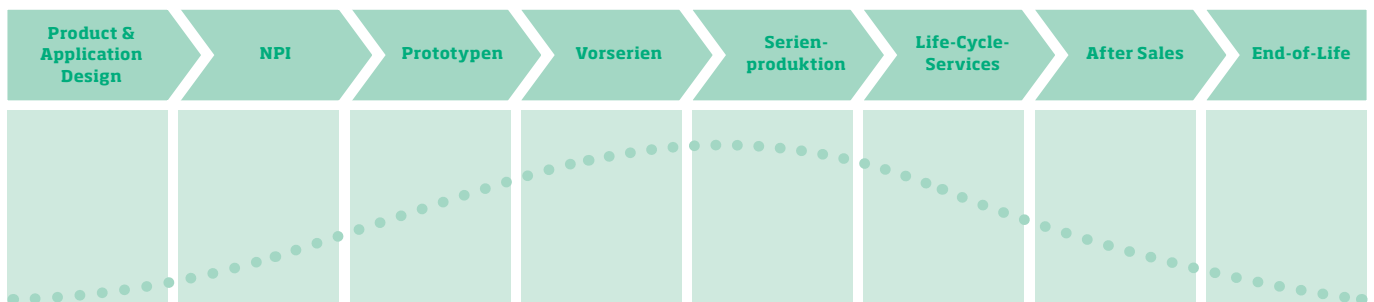 Product &
Application
Design
NPI
Prototypen
Vorserien
Serien-
produktion
Life-Cycle-
Services
After Sales
End-of-Life